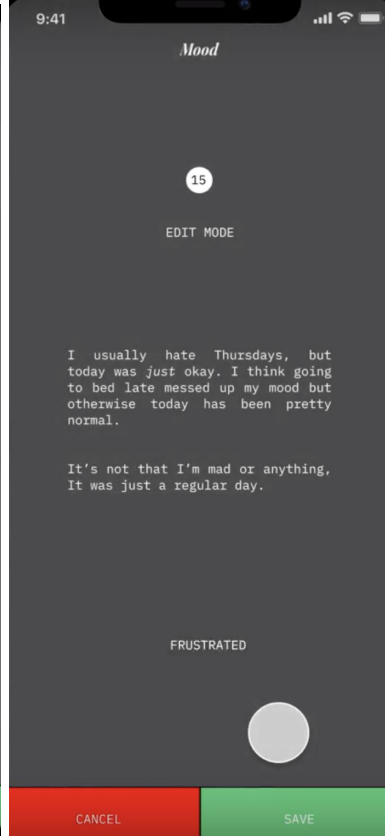 9:41
Mood
15
EDIT MODE
I usually hate Thursdays, but
today was just okay. I think going
to bed late messed up my mood but
otherwise today has been pretty
normal.
It's not that I'm mad or anything,
It was just a regular day.
FRUSTRATED
CANCEL
SAVE